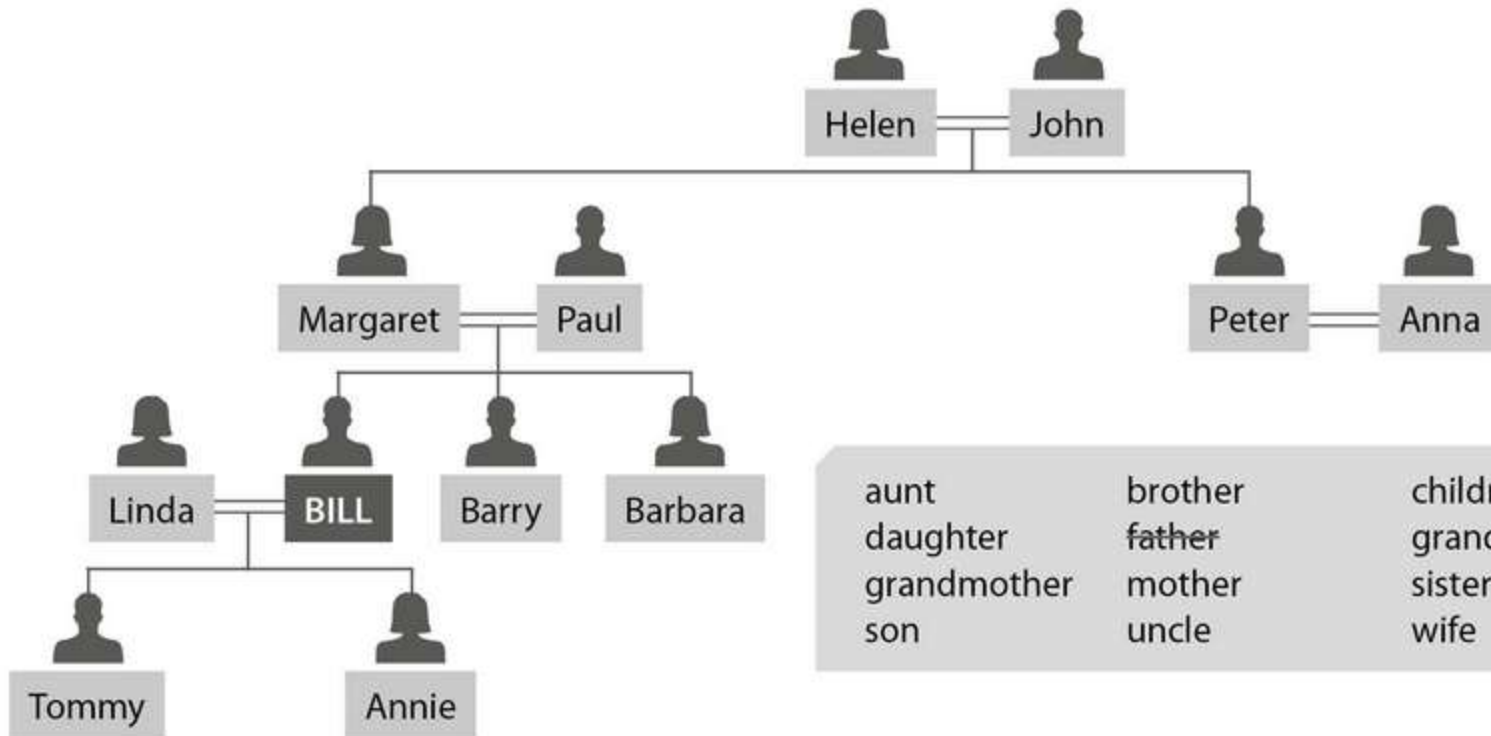 Helen John
Margaret Paul Peter Anna
Linda BILL Barry Barbara
aunt brother
daughter father
grandmother mother sister
son uncle wife
Tommy Annie